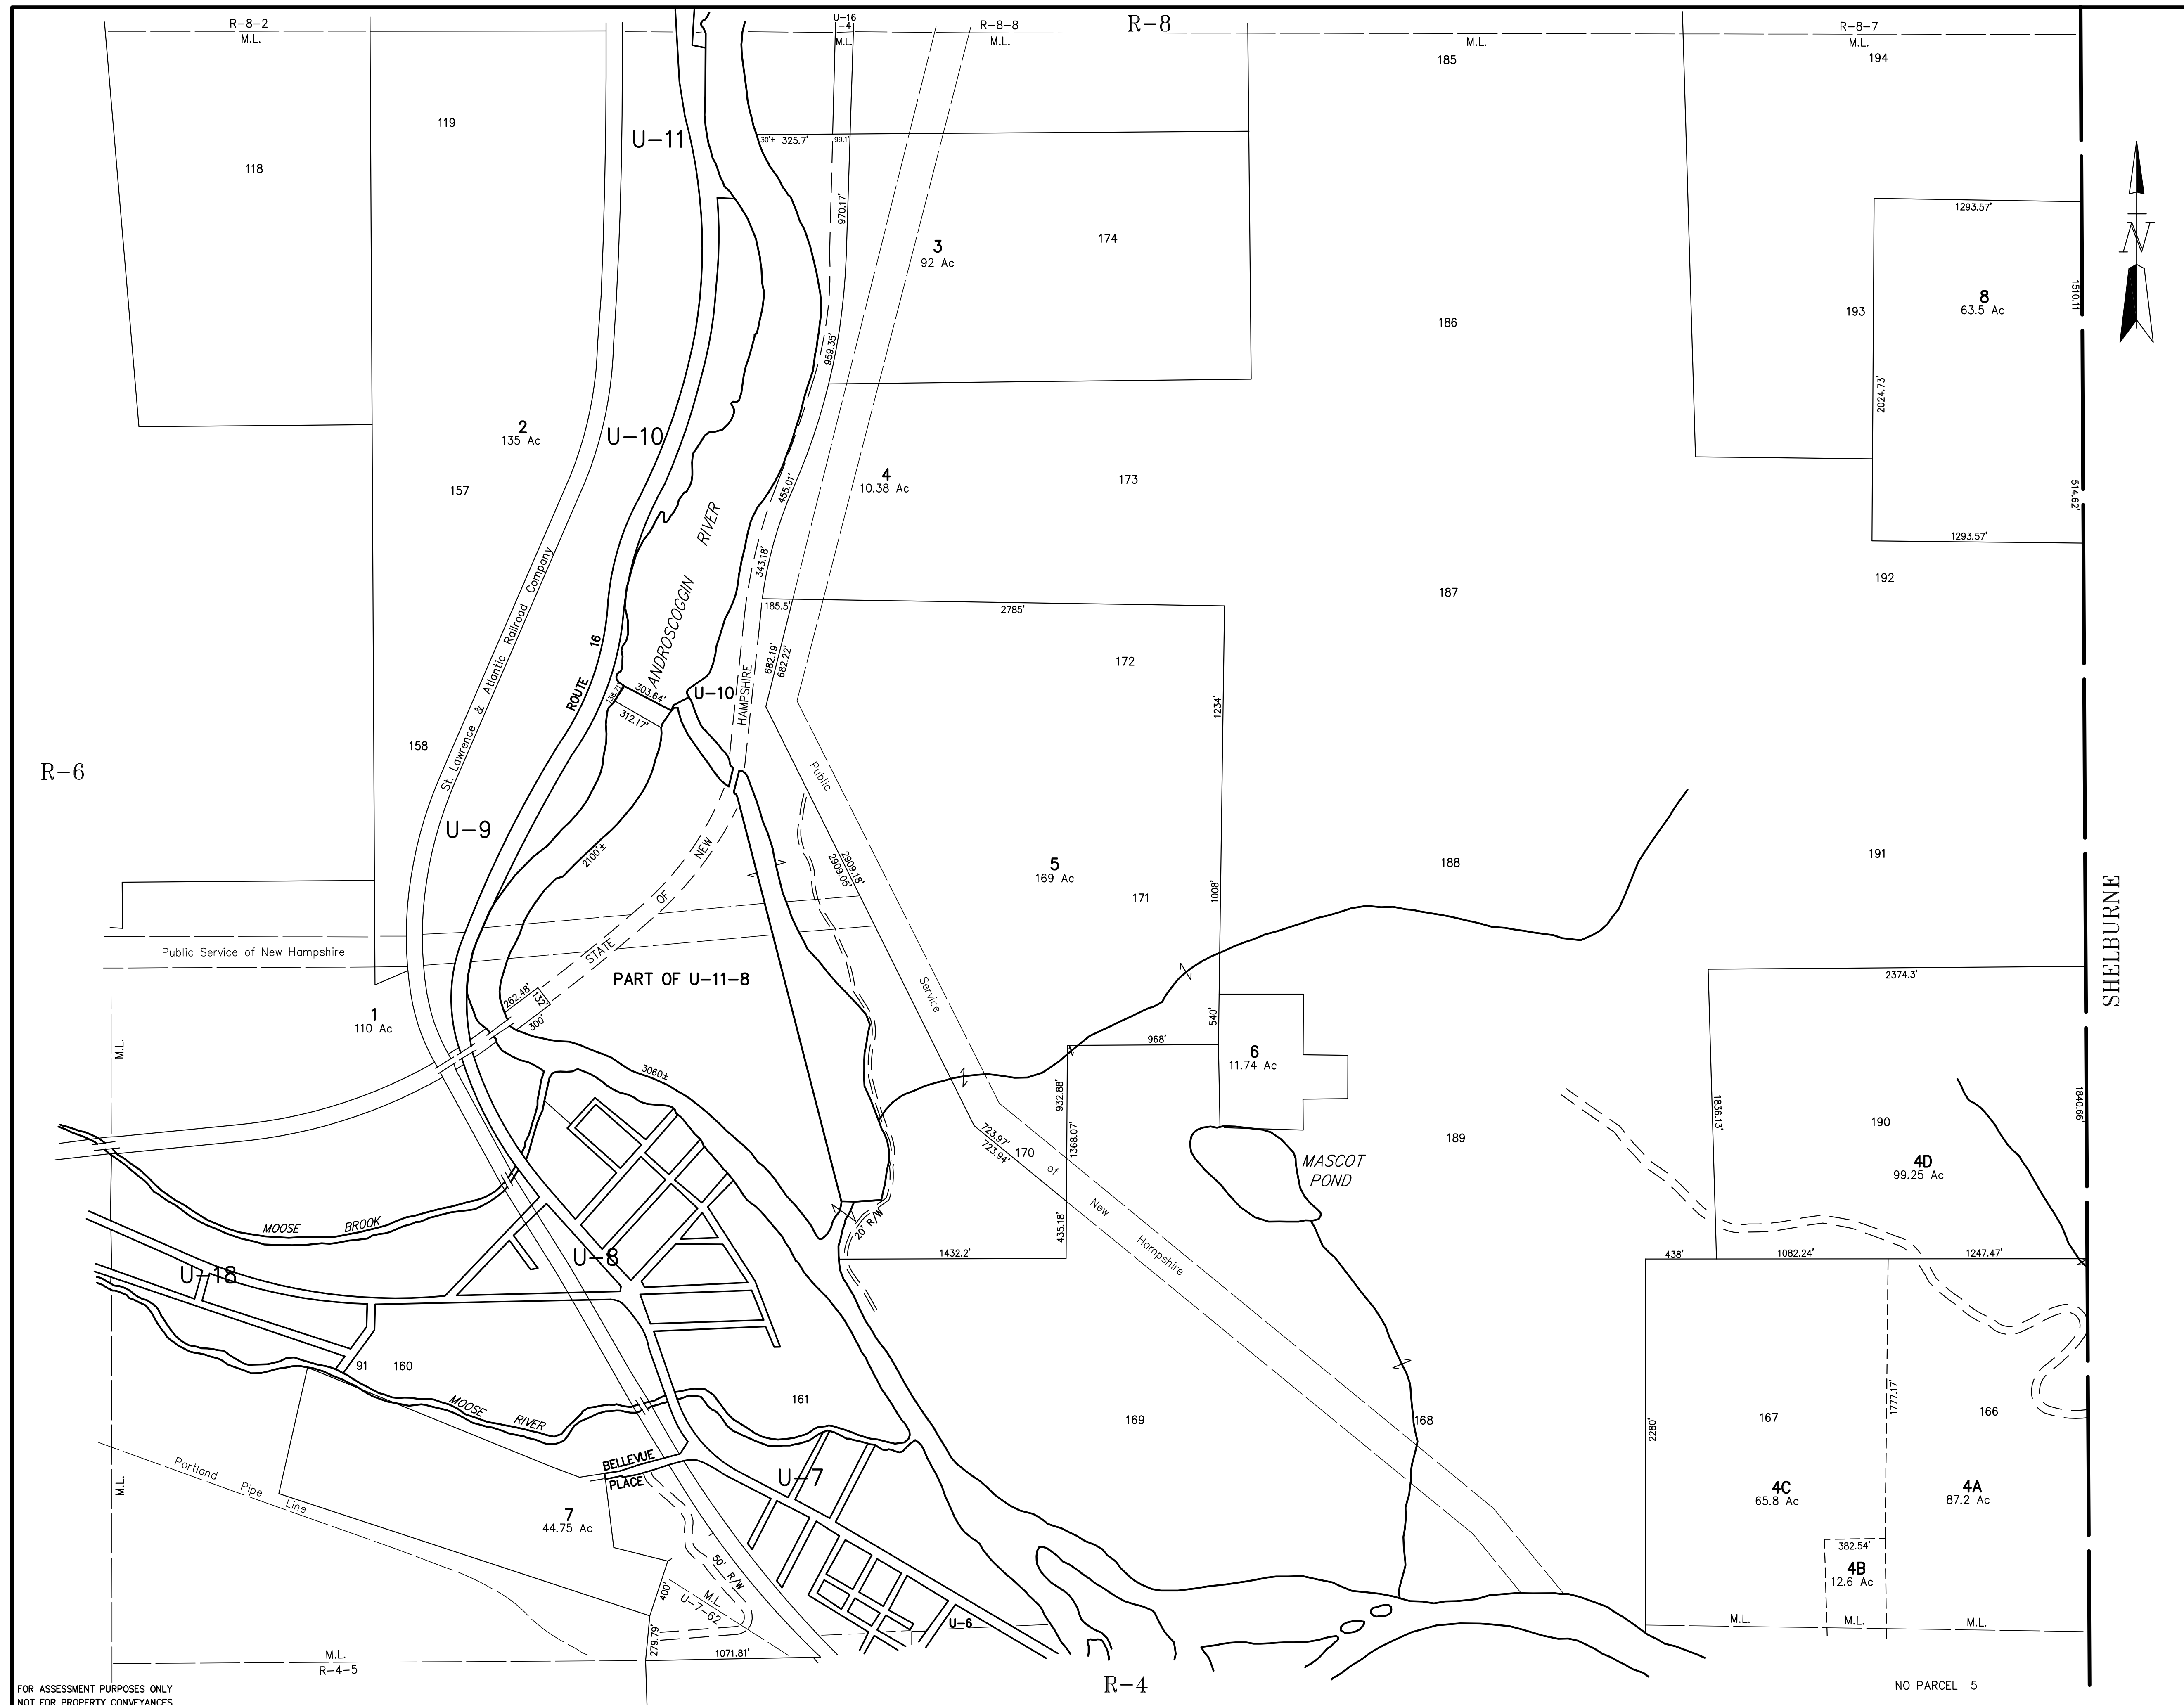 R-8-2
M.L.
U-16
-4
M.L.
R-8-8
M.L.
R-8
M.L.
R-8-7
M.L.
185
194
119
118
U-11
30'± 325.7'
99.1'
970.17'
3
92 Ac
174
1293.57'
1510.11
8
63.5 Ac
N
193
186
959.35'
2024.73'
2
135 Ac
U-10
157
455.01'
4
10.38 Ac
173
514.62'
1293.57'
192
187
343.18'
185.5'
2785'
ANDROSCOGGIN RIVER
St. Lawrence & Atlantic Railroad Company
ROUTE 16
172
682.19'
682.22'
1234'
138.71'
303.64'
312.17'
U-10
158
R-6
U-9
2100'±
STATE OF NEW HAMPSHIRE
Public Service of New Hampshire
2909.18'
2909.05'
5
169 Ac
171
1008'
188
191
SHELBURNE
Public Service of New Hampshire
PART OF U-11-8
262.48'
132'
300'
1
110 Ac
M.L.
2374.3'
540'
968'
6
11.74 Ac
3060±
932.88'
1368.07'
723.97'
723.94'
170
189
MASCOT
POND
1836.13'
1840.66'
190
4D
99.25 Ac
MOOSE BROOK
20' R/W
435.18'
1432.2'
438'
1082.24'
1247.47'
U-18
U-8
91
160
161
MOOSE RIVER
169
168
2280'
167
1777.17'
166
BELLEVUE
PLACE
U-7
Portland Pipe Line
M.L.
7
44.75 Ac
4C
65.8 Ac
4A
87.2 Ac
382.54'
4B
12.6 Ac
50' R/W
400'
M.L.
U-7-62
279.79'
1071.81'
U-6
M.L.
M.L.
M.L.
M.L.
R-4-5
R-4
NO PARCEL 5
FOR ASSESSMENT PURPOSES ONLY
NOT FOR PROPERTY CONVEYANCES